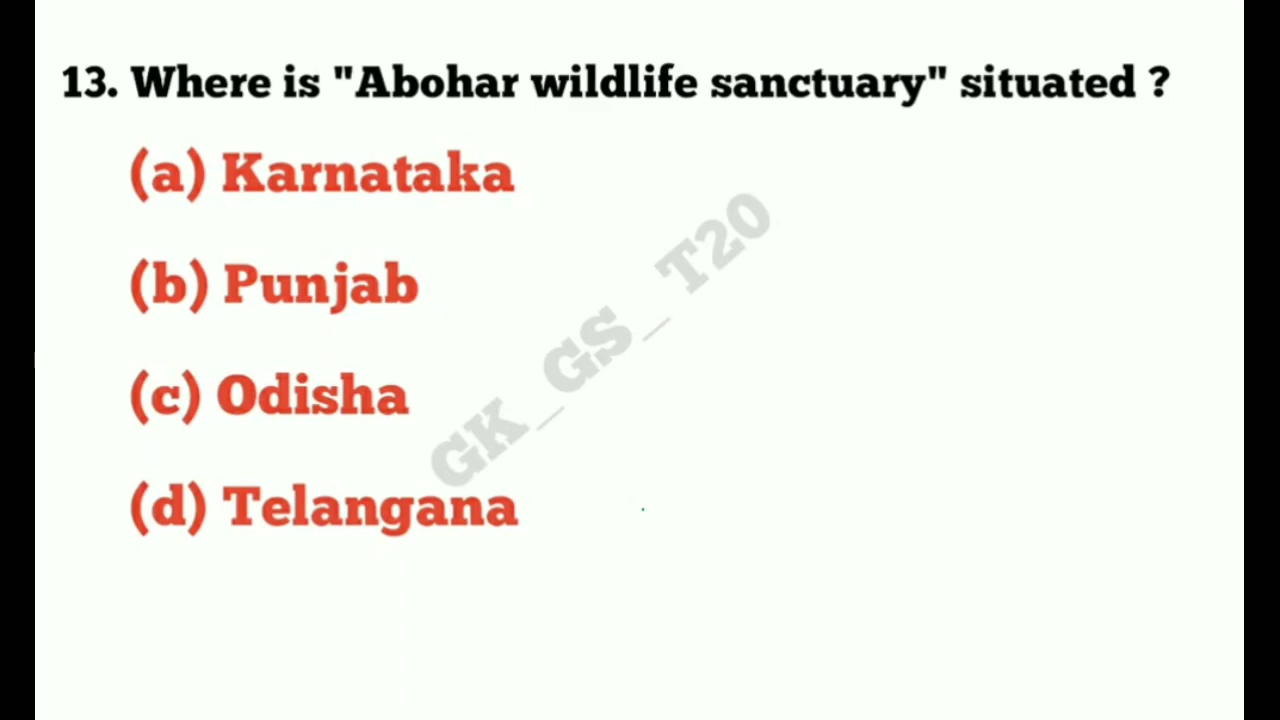 13. Where is "Abohar wildlife sanctuary" situated ?
(a) Karnataka
(b) Punjab
(c) Odisha
(d) Telangana
GK_GS_T20